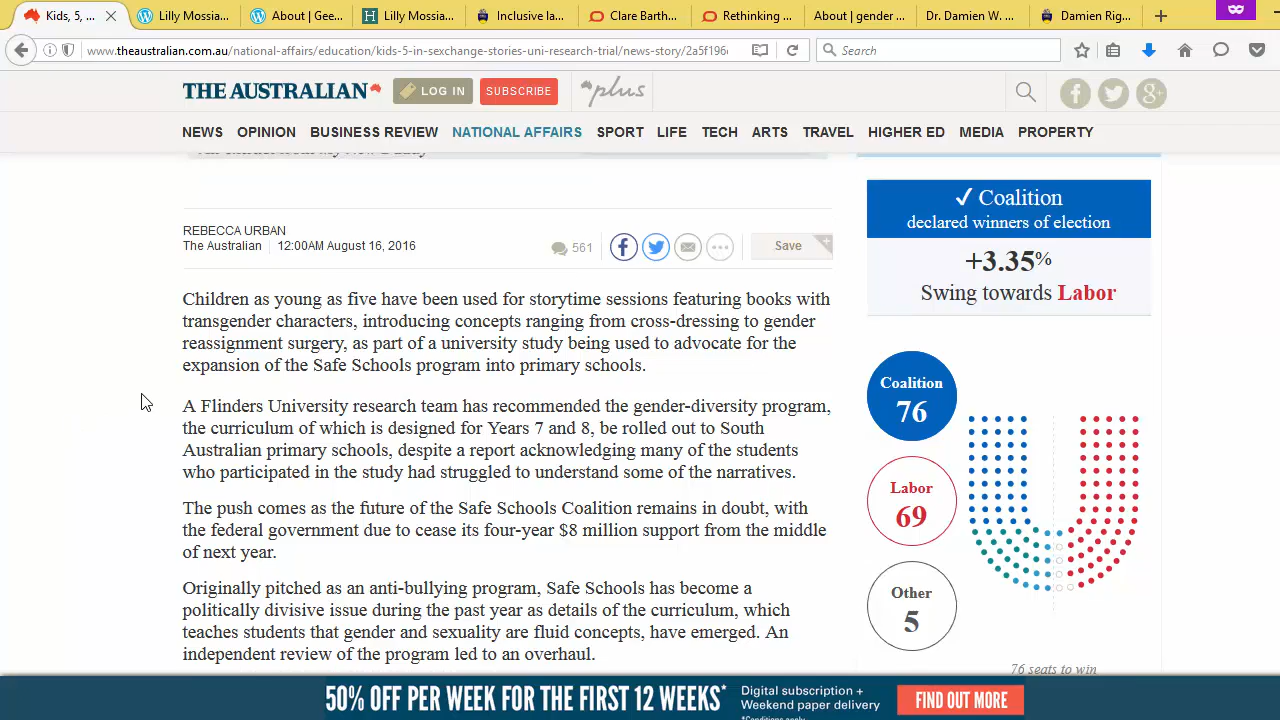 Kids, 5, ...
Lilly Mossia...
About | Gee...
Lilly Mossia...
Inclusive la...
Clare Barth...
Rethinking ...
About | gender ...
Dr. Damien W. ...
Damien Rig...
www.theaustralian.com.au/national-affairs/education/kids-5-in-sexchange-stories-uni-research-trial/news-story/2a5f196
Search
THE AUSTRALIAN
LOG IN
SUBSCRIBE
plus
NEWS OPINION BUSINESS REVIEW NATIONAL AFFAIRS SPORT LIFE TECH ARTS TRAVEL HIGHER ED MEDIA PROPERTY
REBECCA URBAN
The Australian 12:00AM August 16, 2016
561
Save
Children as young as five have been used for storytime sessions featuring books with
transgender characters, introducing concepts ranging from cross-dressing to gender
reassignment surgery, as part of a university study being used to advocate for the
expansion of the Safe Schools program into primary schools.
A Flinders University research team has recommended the gender-diversity program,
the curriculum of which is designed for Years 7 and 8, be rolled out to South
Australian primary schools, despite a report acknowledging many of the students
who participated in the study had struggled to understand some of the narratives.
The push comes as the future of the Safe Schools Coalition remains in doubt, with
the federal government due to cease its four-year $8 million support from the middle
of next year.
Originally pitched as an anti-bullying program, Safe Schools has become a
politically divisive issue during the past year as details of the curriculum, which
teaches students that gender and sexuality are fluid concepts, have emerged. An
independent review of the program led to an overhaul.
✓ Coalition
declared winners of election
+3.35%
Swing towards Labor
Coalition
76
Labor
69
Other
5
76 seats to win
50% OFF PER WEEK FOR THE FIRST 12 WEEKS*
Digital subscription +
Weekend paper delivery
*Conditions apply
FIND OUT MORE